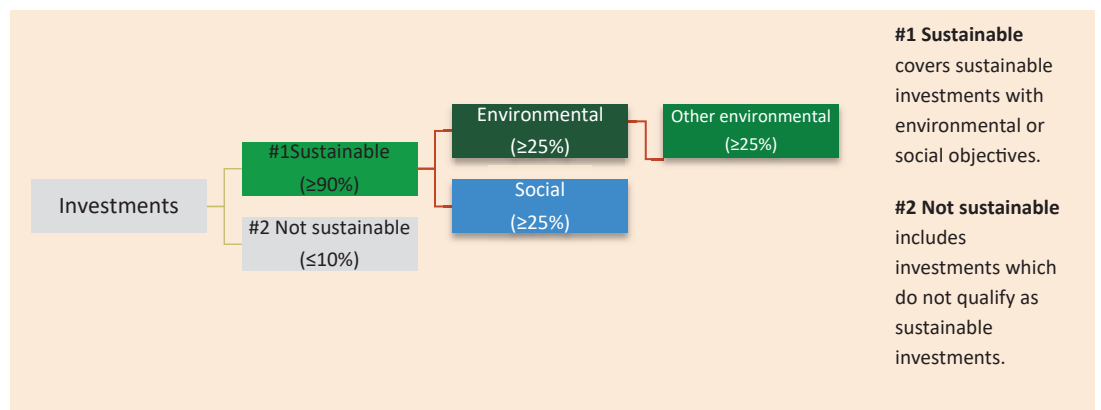 Investments
#1Sustainable
(≥90%)
#2 Not sustainable
(≤10%)
Environmental
(≥25%)
Social
(≥25%)
Other environmental
(≥25%)
#1 Sustainable
covers sustainable
investments with
environmental or
social objectives.
#2 Not sustainable
includes
investments which
do not qualify as
sustainable
investments.